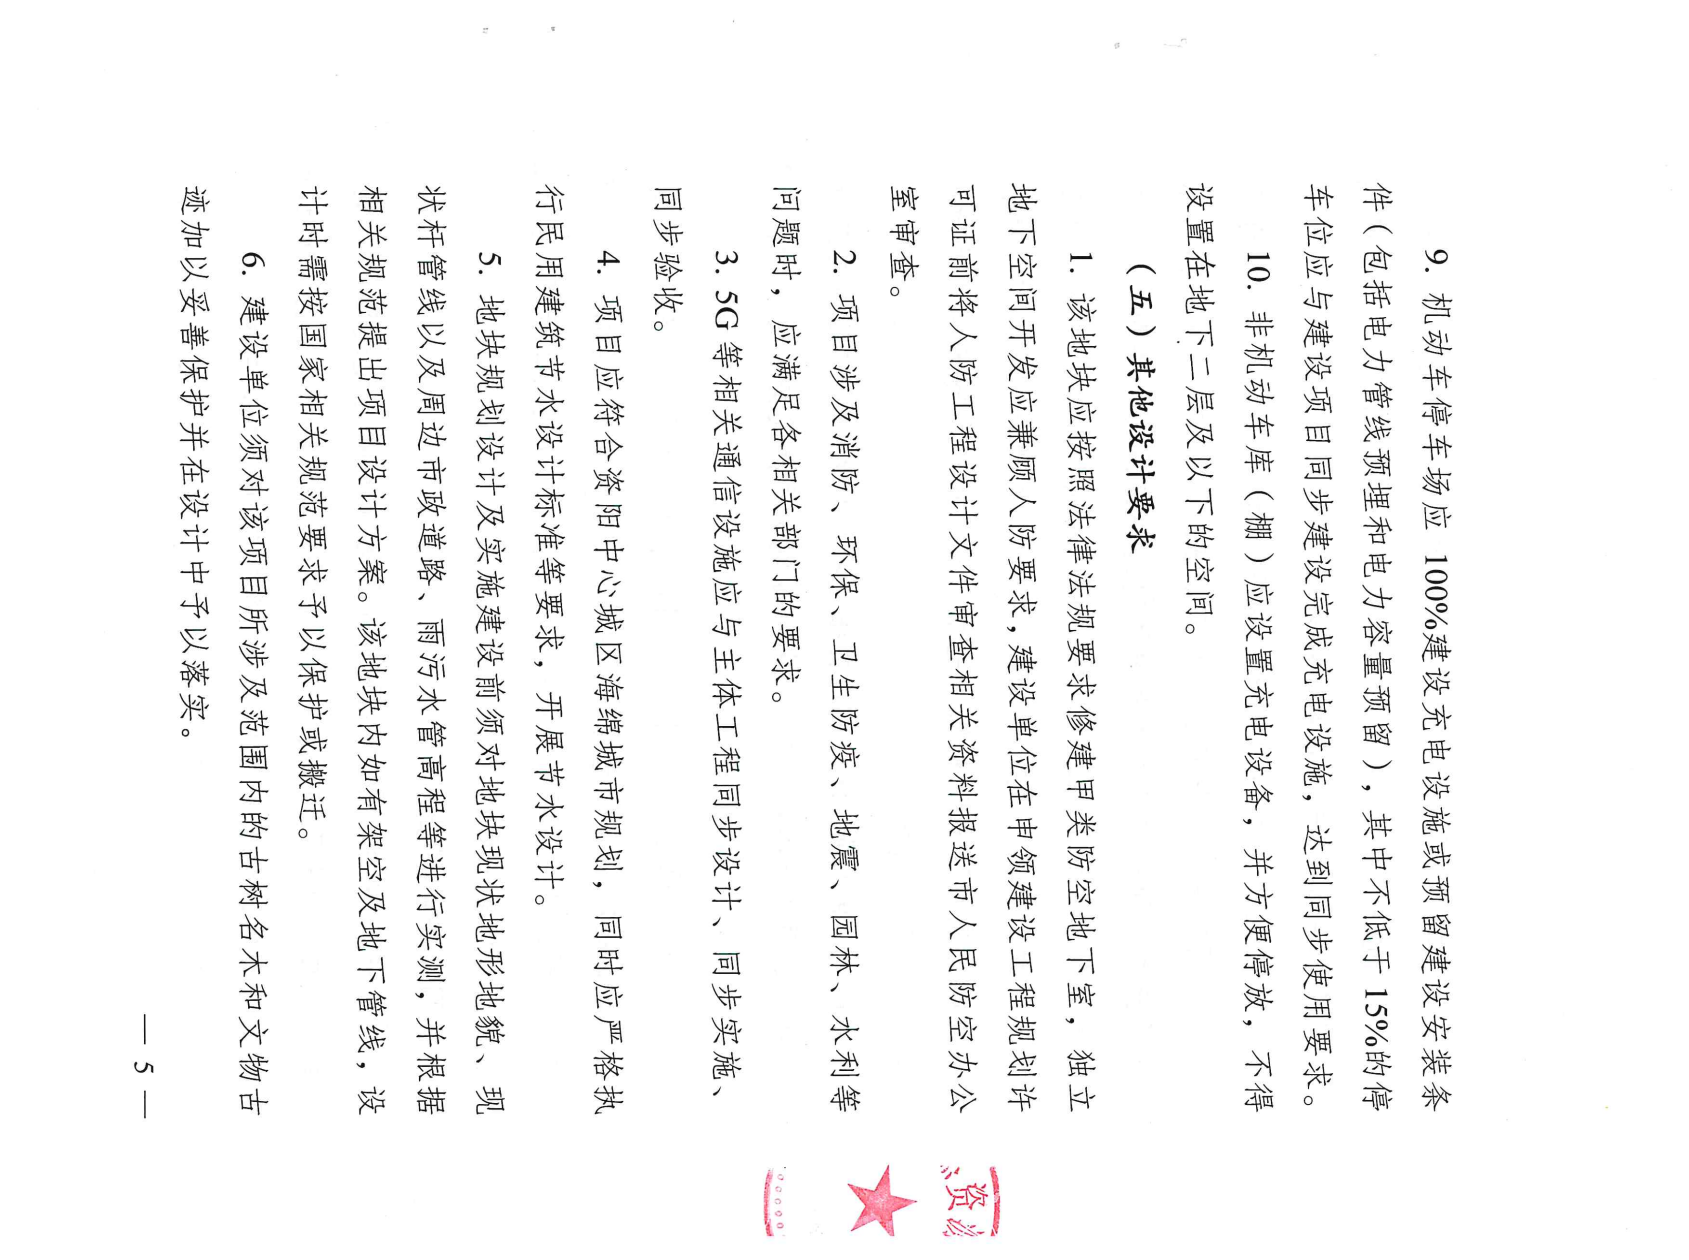 9. 机动车停车场应 100%建设充电设施或预留建设安装条
件（包括电力管线预埋和电力容量预留），其中不低于 15%的停
车位应与建设项目同步建设完成充电设施，达到同步使用要求。
10. 非机动车库（棚）应设置充电设备，并方便停放，不得
设置在地下二层及以下的空间。
（五）其他设计要求
1. 该地块应按照法律法规要求修建甲类防空地下室，独立
地下空间开发应兼顾人防要求，建设单位在申领建设工程规划许
可证前将人防工程设计文件审查相关资料报送市人民防空办公
室审查。
2. 项目涉及消防、环保、卫生防疫、地震、园林、水利等
问题时，应满足各相关部门的要求。
3. 5G 等相关通信设施应与主体工程同步设计、同步实施、
同步验收。
4. 项目应符合资阳中心城区海绵城市规划，同时应严格执
行民用建筑节水设计标准等要求，开展节水设计。
5. 地块规划设计及实施建设前须对地块现状地形地貌、现
状杆管线以及周边市政道路、雨污水管高程等进行实测，并根据
相关规范提出项目设计方案。该地块内如有架空及地下管线，设
计时需按国家相关规范要求予以保护或搬迁。
6. 建设单位须对该项目所涉及范围内的古树名木和文物古
迹加以妥善保护并在设计中予以落实。
— 5 —
资